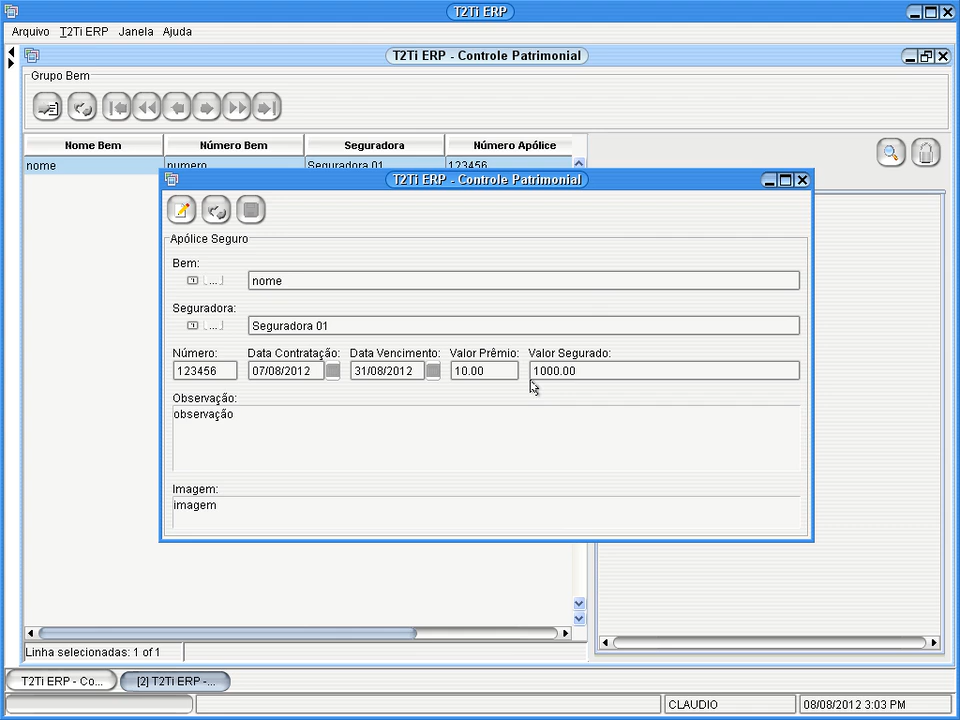 T2Ti ERP
Arquivo T2Ti ERP Janela Ajuda
T2Ti ERP - Controle Patrimonial
Grupo Bem
Nome Bem Número Bem Seguradora Número Apólice
nome numero Seguradora 01 123456
T2Ti ERP - Controle Patrimonial
Apólice Seguro
Bem:
... nome
Seguradora:
... Seguradora 01
Número: Data Contratação: Data Vencimento: Valor Prêmio: Valor Segurado:
123456 07/08/2012 31/08/2012 10.00 1000.00
Observação:
observação
Imagem:
imagem
Linha selecionadas: 1 of 1
T2Ti ERP - Co... [2] T2Ti ERP -...
CLAUDIO 08/08/2012 3:03 PM